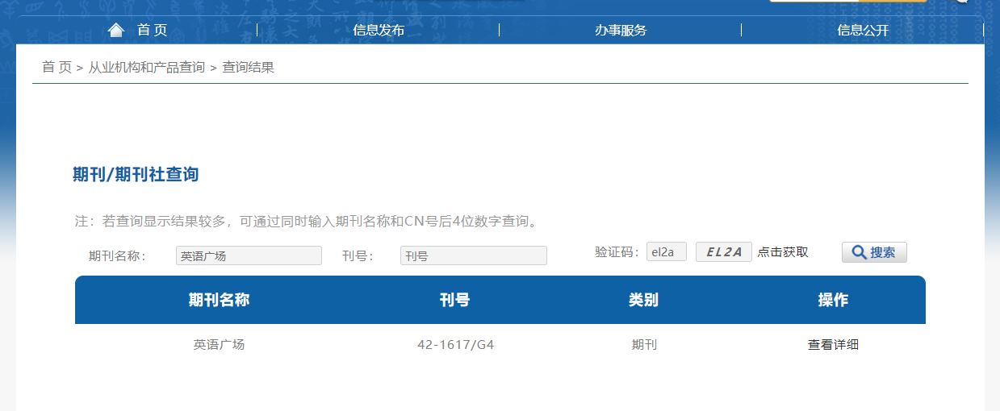 首 页
信息发布
办事服务
信息公开
首 页 > 从业机构和产品查询 > 查询结果
期刊/期刊社查询
注：若查询显示结果较多，可通过同时输入期刊名称和CN号后4位数字查询。
期刊名称： 英语广场 刊号： 刊号 验证码： el2a EL2A 点击获取 搜索
期刊名称 刊号 类别 操作
英语广场 42-1617/G4 期刊 查看详细